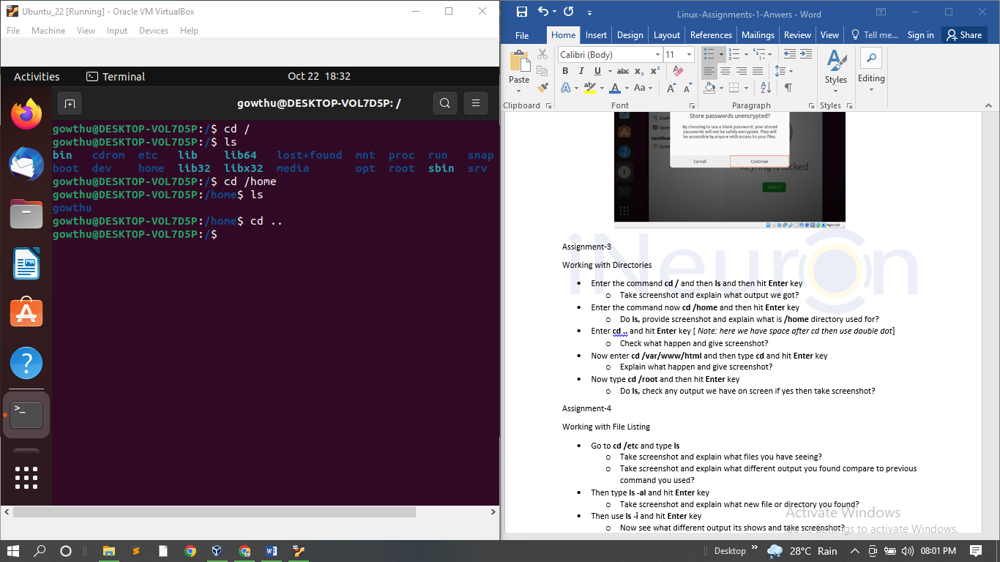 Ubuntu_22 [Running] - Oracle VM VirtualBox
File Machine View Input Devices Help
Activities Terminal Oct 22 18:32
gowthu@DESKTOP-VOL7D5P: /
gowthu@DESKTOP-VOL7D5P:/$ cd /
gowthu@DESKTOP-VOL7D5P:/$ ls
bin cdrom etc lib lib64 lost+found mnt proc run snap
boot dev home lib32 libx32 media opt root sbin srv
gowthu@DESKTOP-VOL7D5P:/$ cd /home
gowthu@DESKTOP-VOL7D5P:/home$ ls
gowthu
gowthu@DESKTOP-VOL7D5P:/home$ cd ..
gowthu@DESKTOP-VOL7D5P:/$
Linux-Assignments-1-Anwers - Word
File Home Insert Design Layout References Mailings Review View Tell me... Sign in Share
Paste
Calibri (Body) 11
Styles
Editing
Clipboard Font Paragraph Styles
Store passwords unencrypted?
By choosing to use a blank password, your stored
passwords will not be safely encrypted. They will
be accessible by anyone with access to your files.
Cancel Continue
Keyring is locked
Unlock
Right Ctrl
iNeuron
Assignment-3
Working with Directories
• Enter the command cd / and then ls and then hit Enter key
o Take screenshot and explain what output we got?
• Enter the command now cd /home and then hit Enter key
o Do ls, provide screenshot and explain what is /home directory used for?
• Enter cd .. and hit Enter key [ Note: here we have space after cd then use double dot]
o Check what happen and give screenshot?
• Now enter cd /var/www/html and then type cd and hit Enter key
o Explain what happen and give screenshot?
• Now type cd /root and then hit Enter key
o Do ls, check any output we have on screen if yes then take screenshot?
Assignment-4
Working with File Listing
• Go to cd /etc and type ls
o Take screenshot and explain what files you have seeing?
o Take screenshot and explain what different output you found compare to previous
command you used?
• Then type ls -al and hit Enter key
o Take screenshot and explain what new file or directory you found?
• Then use ls -i and hit Enter key
o Now see what different output its shows and take screenshot?
Activate Windows
Go to Settings to activate Windows.
Desktop 28°C Rain 08:01 PM